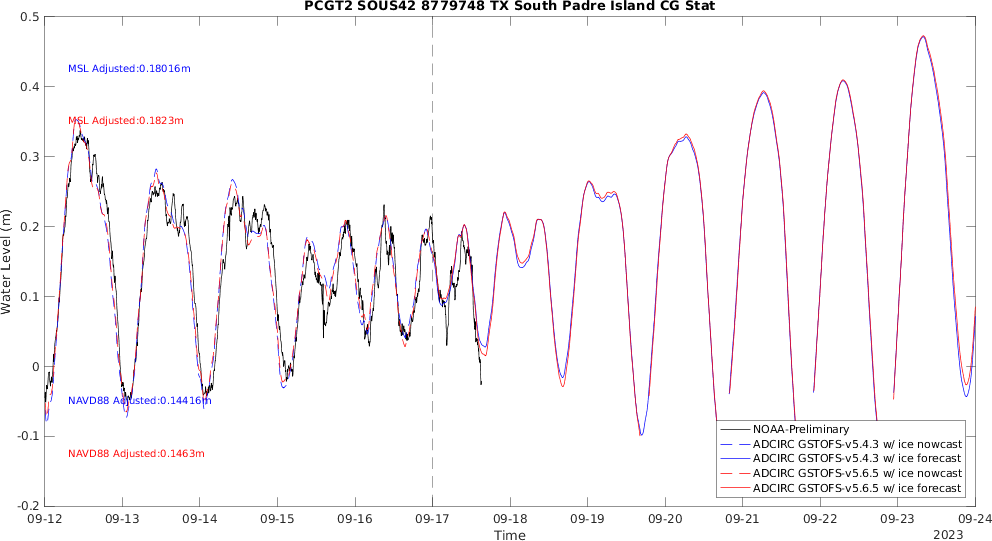 PCGT2 SOUS42 8779748 TX South Padre Island CG Stat
0.5
MSL Adjusted:0.18016m
0.4
MSL Adjusted:0.1823m
0.3
0.2
Water Level (m)
0.1
0
NAVD88 Adjusted:0.14416m
-0.1
NAVD88 Adjusted:0.1463m
-0.2
NOAA-Preliminary
ADCIRC GSTOFS-v5.4.3 w/ ice nowcast
ADCIRC GSTOFS-v5.4.3 w/ ice forecast
ADCIRC GSTOFS-v5.6.5 w/ ice nowcast
ADCIRC GSTOFS-v5.6.5 w/ ice forecast
09-12 09-13 09-14 09-15 09-16 09-17 09-18 09-19 09-20 09-21 09-22 09-23 09-24
Time
2023